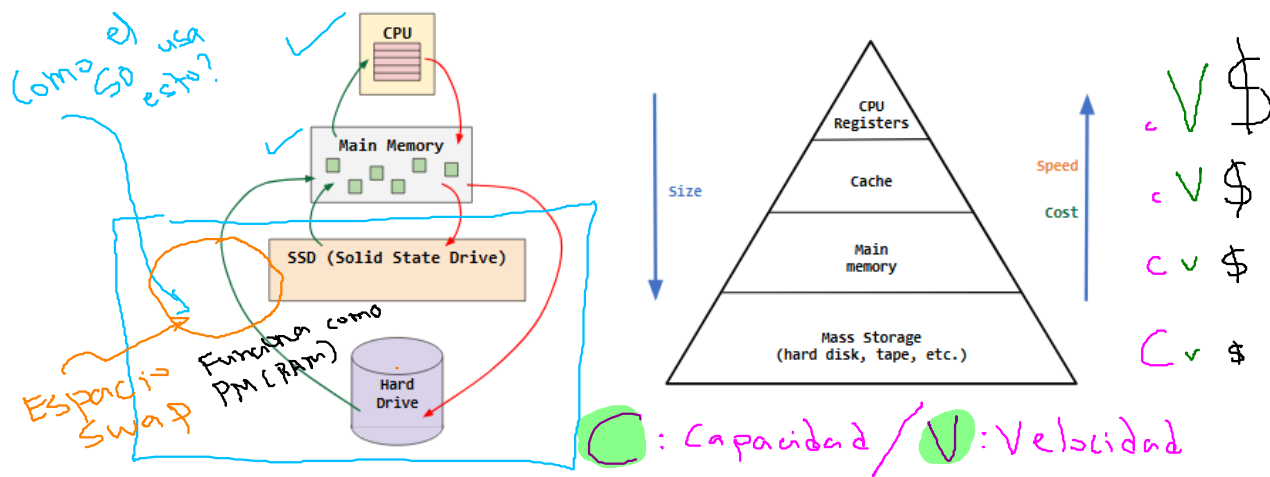 como el
SO usa
esto?
CPU
Main Memory
SSD (Solid State Drive)
Funciona como
PM (RAM)
Espacio
swap
Hard
Drive
Size
CPU
Registers
Cache
Main
memory
Mass Storage
(hard disk, tape, etc.)
Speed
Cost
c V $
c V $
C v $
C v $
C: Capacidad / V: Velocidad